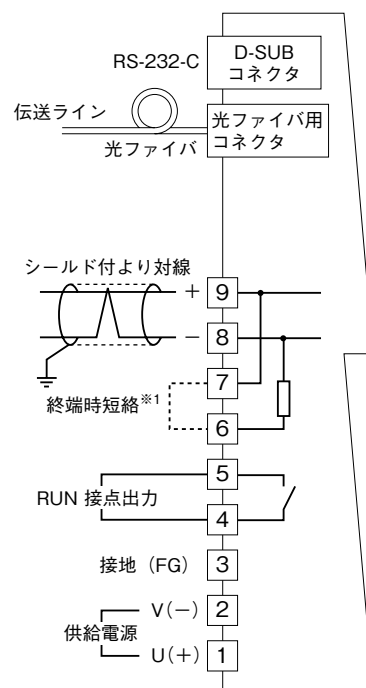 RS-232-C
D-SUB
コネクタ
伝送ライン
光ファイバ
光ファイバ用
コネクタ
シールド付より対線
+ 9
− 8
7
終端時短絡※1
6
5
RUN 接点出力
4
接地（FG） 3
V（−） 2
供給電源
U（+） 1